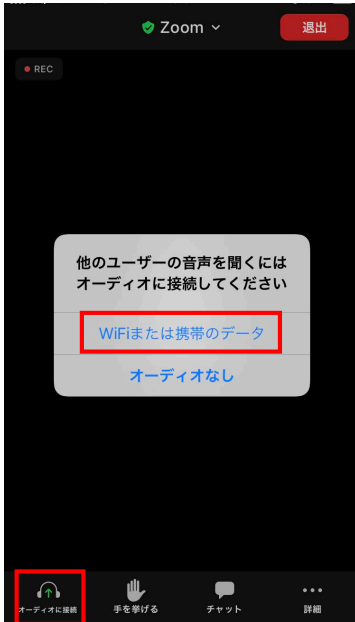 Zoom
退出
REC
他のユーザーの音声を聞くには
オーディオに接続してください
WiFiまたは携帯のデータ
オーディオなし
オーディオに接続
手を挙げる
チャット
詳細